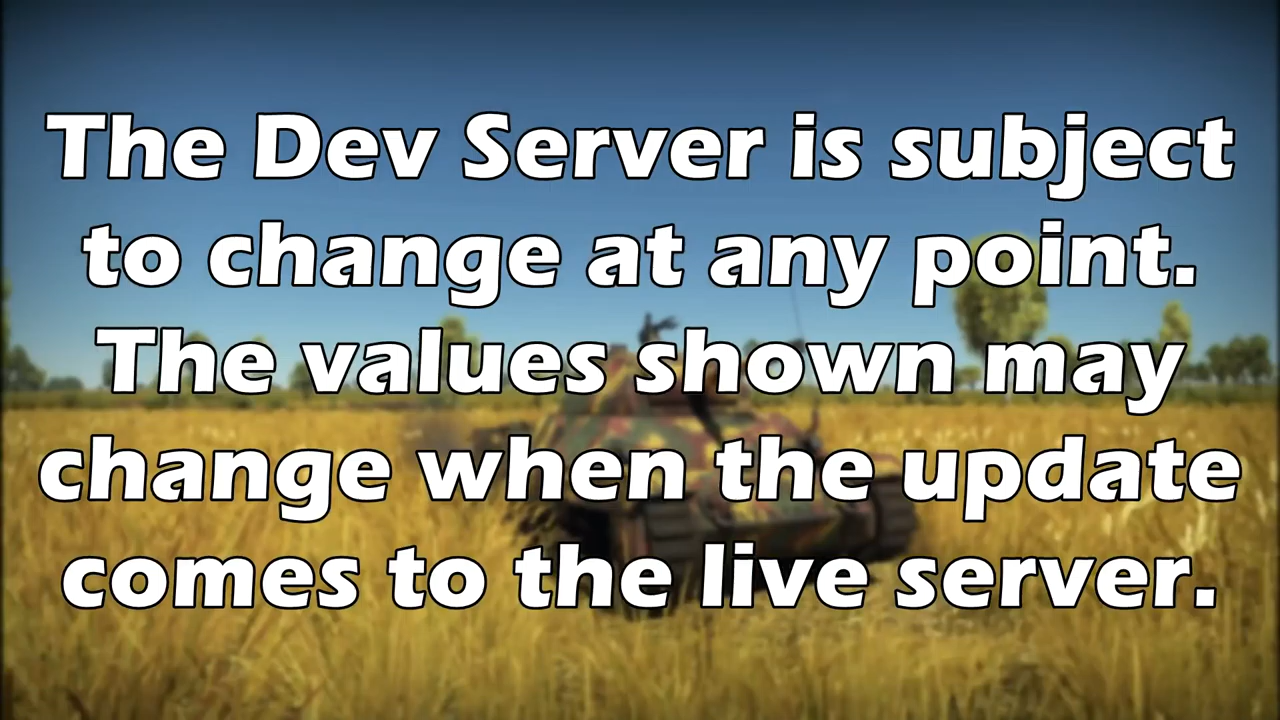 The Dev Server is subject
to change at any point.
The values shown may
change when the update
comes to the live server.